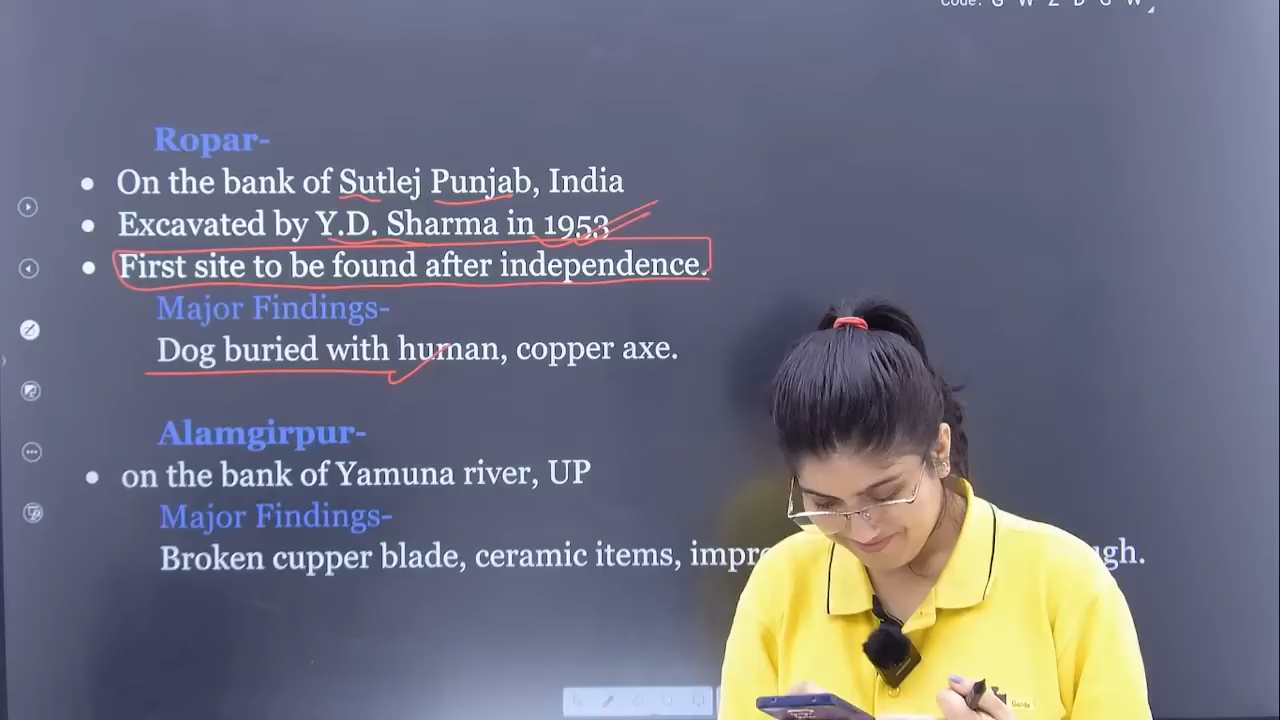 Code: G W Z D G W
Ropar-
• On the bank of Sutlej Punjab, India
• Excavated by Y.D. Sharma in 1953
• First site to be found after independence.
Major Findings-
Dog buried with human, copper axe.
Alamgirpur-
• on the bank of Yamuna river, UP
Major Findings-
Broken cupper blade, ceramic items,